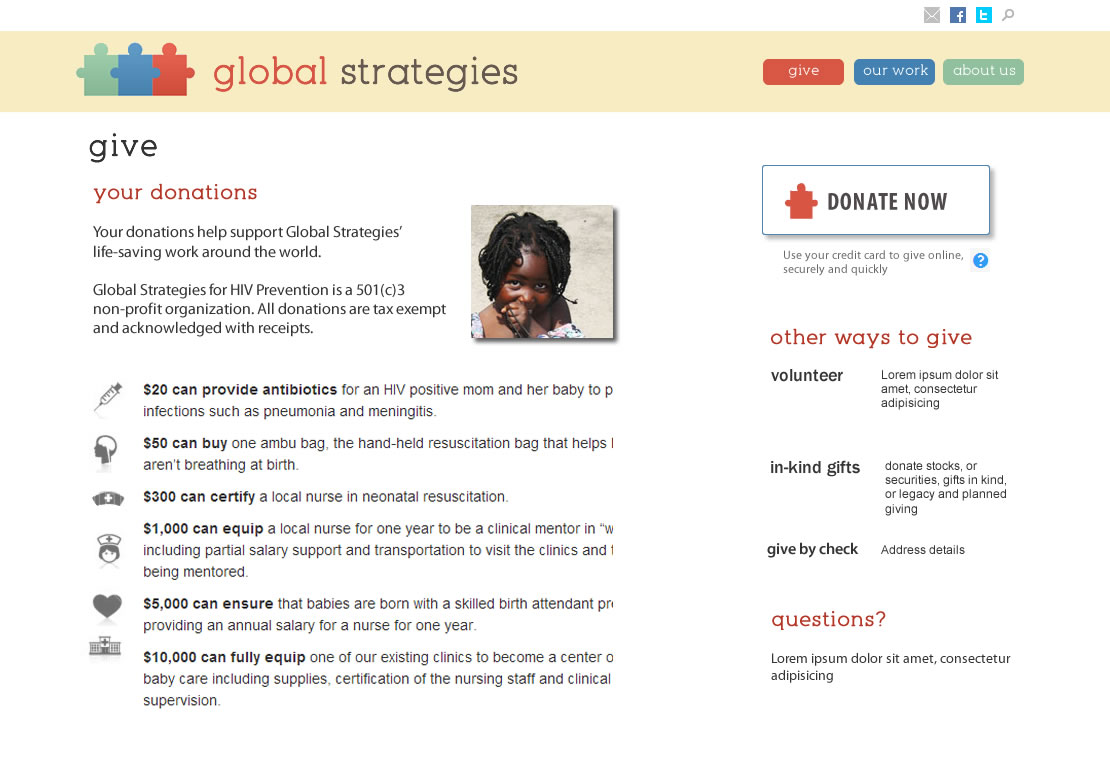 global strategies
give
our work
about us
give
your donations
Your donations help support Global Strategies’
life-saving work around the world.
Global Strategies for HIV Prevention is a 501(c)3
non-profit organization. All donations are tax exempt
and acknowledged with receipts.
$20 can provide antibiotics for an HIV positive mom and her baby to p
infections such as pneumonia and meningitis.
$50 can buy one ambu bag, the hand-held resuscitation bag that helps
aren’t breathing at birth.
$300 can certify a local nurse in neonatal resuscitation.
$1,000 can equip a local nurse for one year to be a clinical mentor in “w
including partial salary support and transportation to visit the clinics and
being mentored.
$5,000 can ensure that babies are born with a skilled birth attendant pr
providing an annual salary for a nurse for one year.
$10,000 can fully equip one of our existing clinics to become a center o
baby care including supplies, certification of the nursing staff and clinical
supervision.
DONATE NOW
Use your credit card to give online,
securely and quickly
?
other ways to give
volunteer
Lorem ipsum dolor sit
amet, consectetur
adipisicing
in-kind gifts
donate stocks, or
securities, gifts in kind,
or legacy and planned
giving
give by check
Address details
questions?
Lorem ipsum dolor sit amet, consectetur
adipisicing